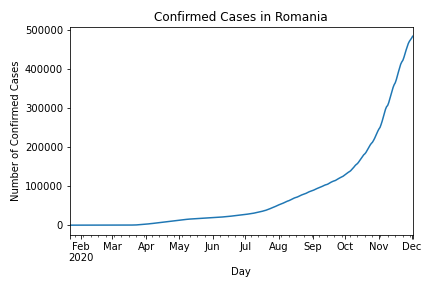 Confirmed Cases in Romania
500000
400000
300000
200000
100000
0
Number of Confirmed Cases
Feb Mar Apr May Jun Jul Aug Sep Oct Nov Dec
2020
Day